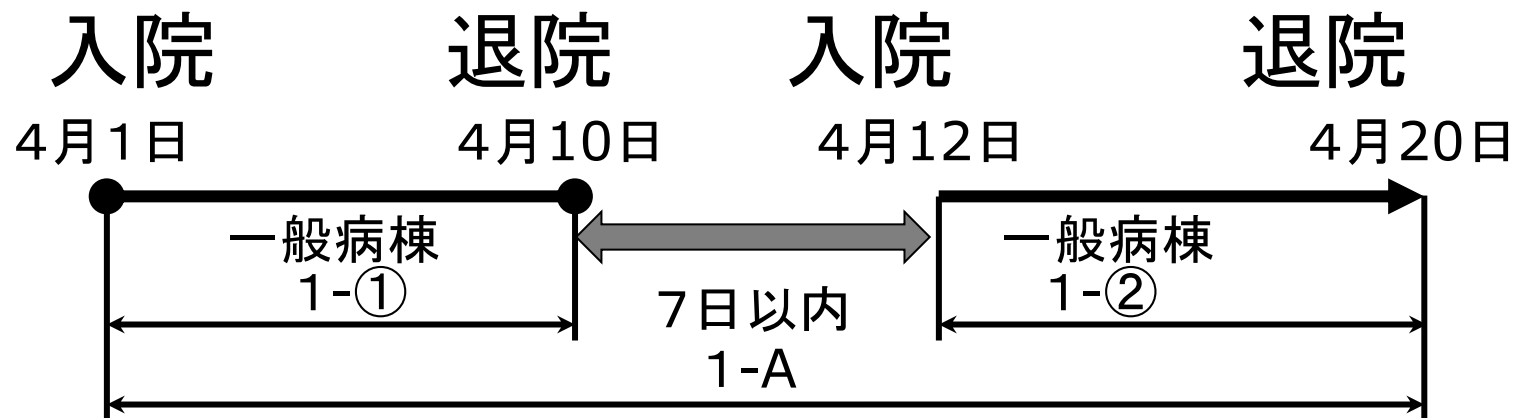 入院 退院 入院 退院
4月1日 4月10日 4月12日 4月20日
一般病棟 一般病棟
1-① 1-②
7日以内
1-A